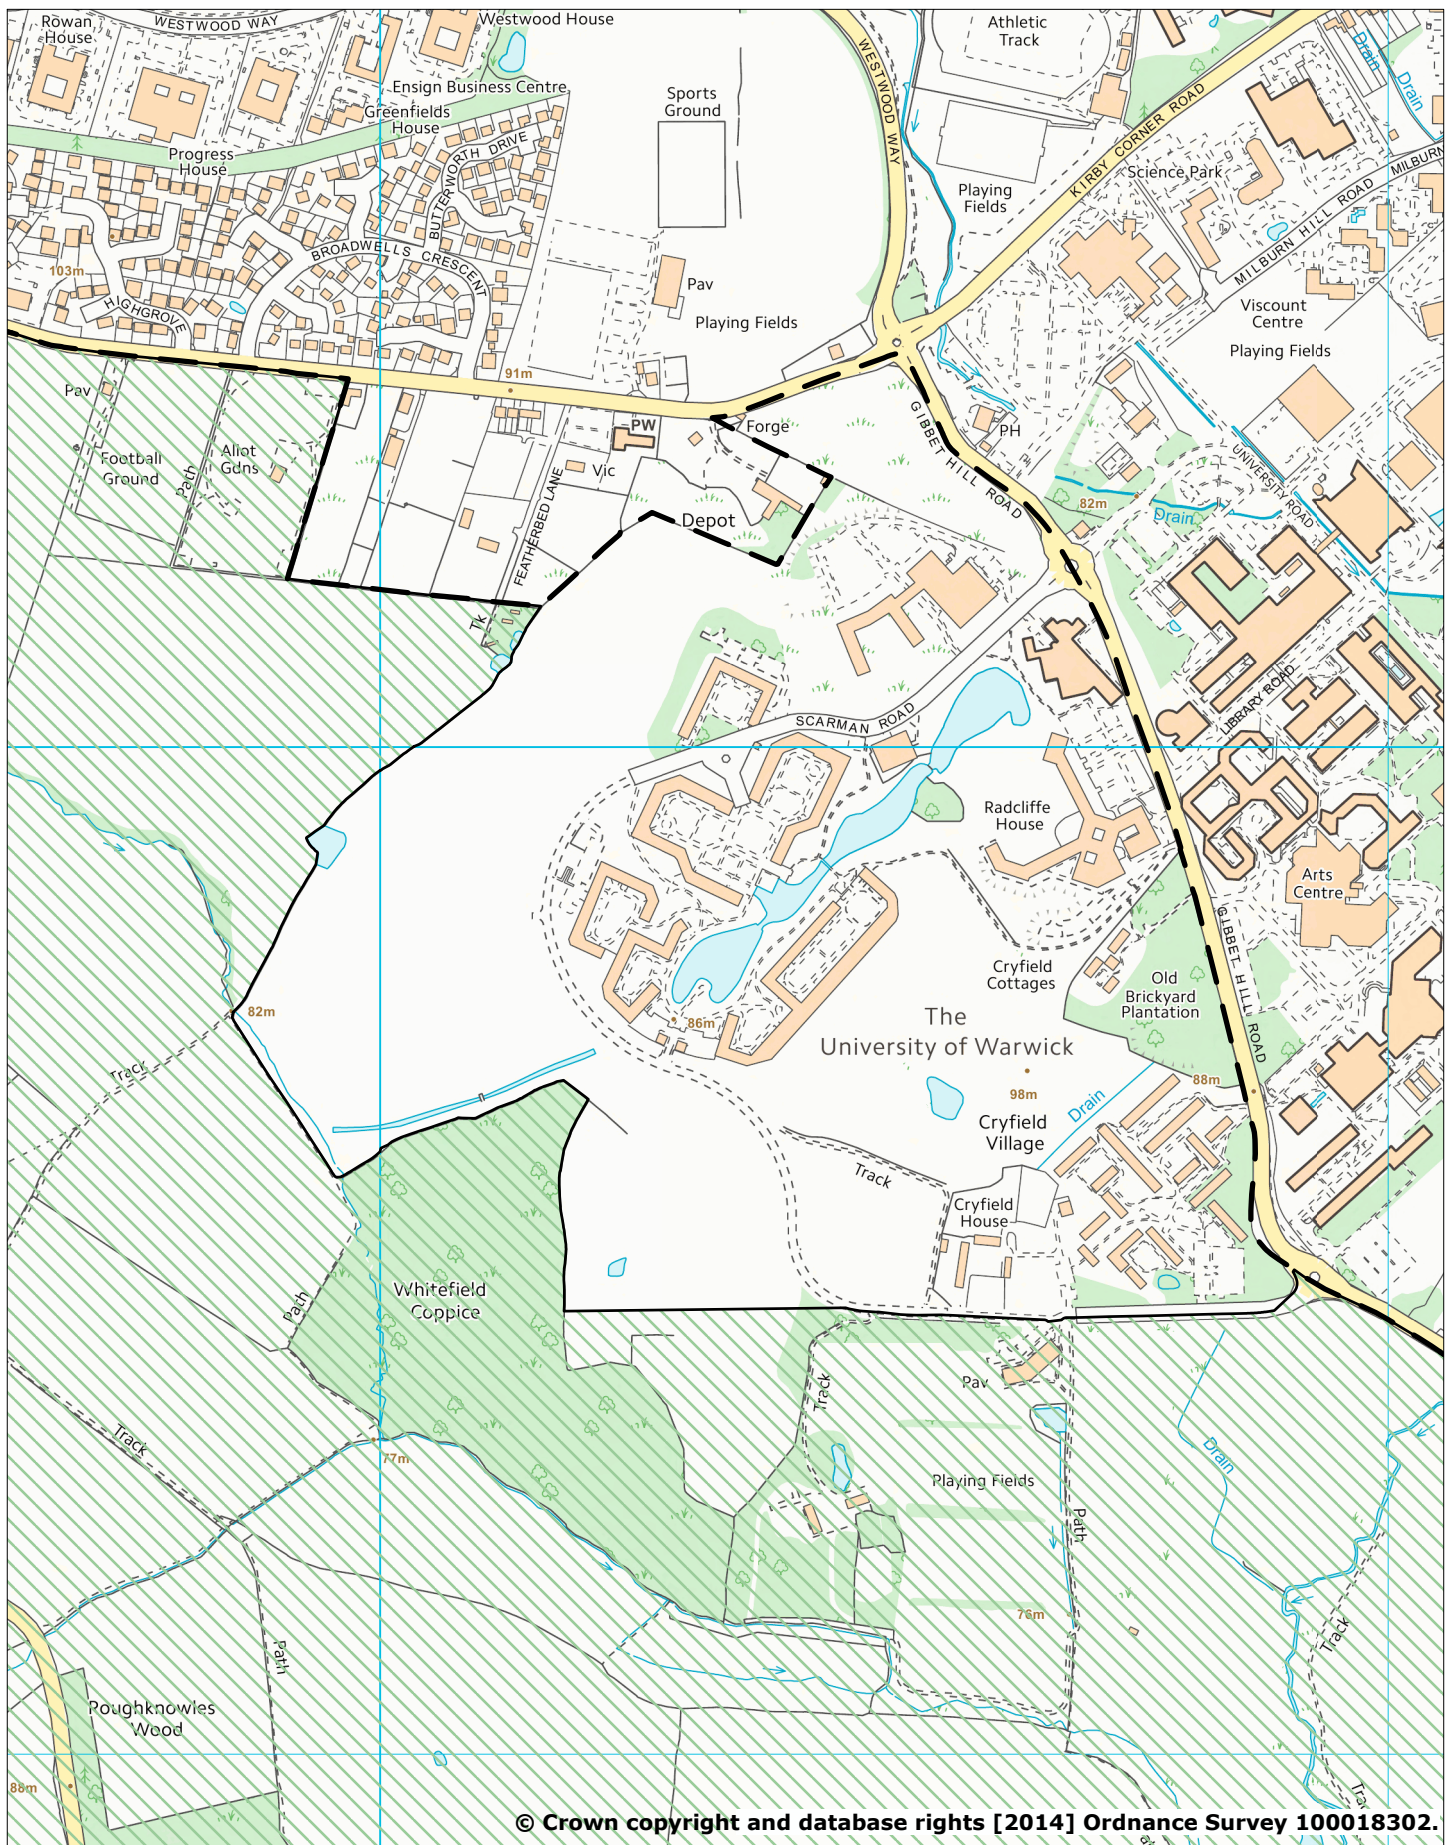 Rowan
House
WESTWOOD WAY
Westwood House
Athletic
Track
Drain
Drain
Ensign Business Centre
Greenfields
House
Sports
Ground
WESTWOOD WAY
KIRBY CORNER ROAD
Progress
House
BUTTERWORTH DRIVE
Science Park
MILBURN
MILBURN HILL ROAD
Playing
Fields
BROADWELLS CRESCENT
103m
HIGHGROVE
Pav
Playing Fields
Viscount
Centre
Playing Fields
91m
Pav
Forge
PW
GIBBET HILL ROAD
PH
Football
Ground
Allot
Gdns
Path
Vic
FEATHERBED LANE
Depot
UNIVERSITY ROAD
82m
Drain
Tk
LIBRARY ROAD
SCARMAN ROAD
Radcliffe
House
Arts
Centre
GIBBET HILL ROAD
Cryfield
Cottages
Old
Brickyard
Plantation
82m
86m
The
University of Warwick
98m
88m
Track
Drain
Cryfield
Village
Track
Cryfield
House
Whitefield
Coppice
Path
Pav
Track
Track
77m
Playing Fields
Drain
Path
76m
Track
Path
Roughknowles
Wood
88m
© Crown copyright and database rights [2014] Ordnance Survey 100018302.